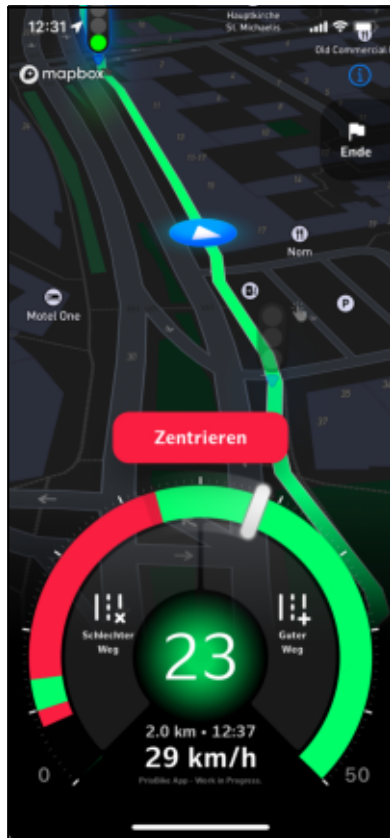 12:31
Hauptkirche
St. Michaelis
Old Commercial
mapbox
Ende
Nom
P
Motel One
Zentrieren
Schlechter
Weg
23
Guter
Weg
2.0 km • 12:37
0
29 km/h
50
PrioBike App - Work in Progress.